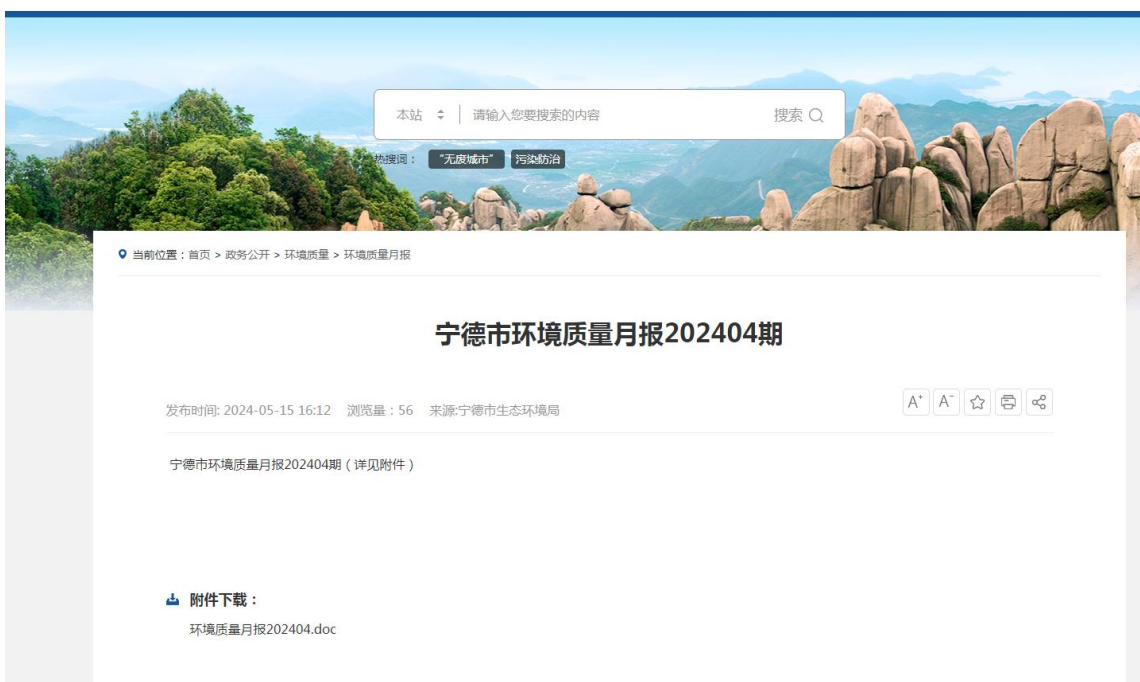 本站 请输入您要搜索的内容 搜索
热搜词： “无废城市” 污染防治
当前位置：首页 > 政务公开 > 环境质量 > 环境质量月报
宁德市环境质量月报202404期
发布时间: 2024-05-15 16:12 浏览量：56 来源:宁德市生态环境局
A+ A-
宁德市环境质量月报202404期（详见附件）
附件下载：
环境质量月报202404.doc